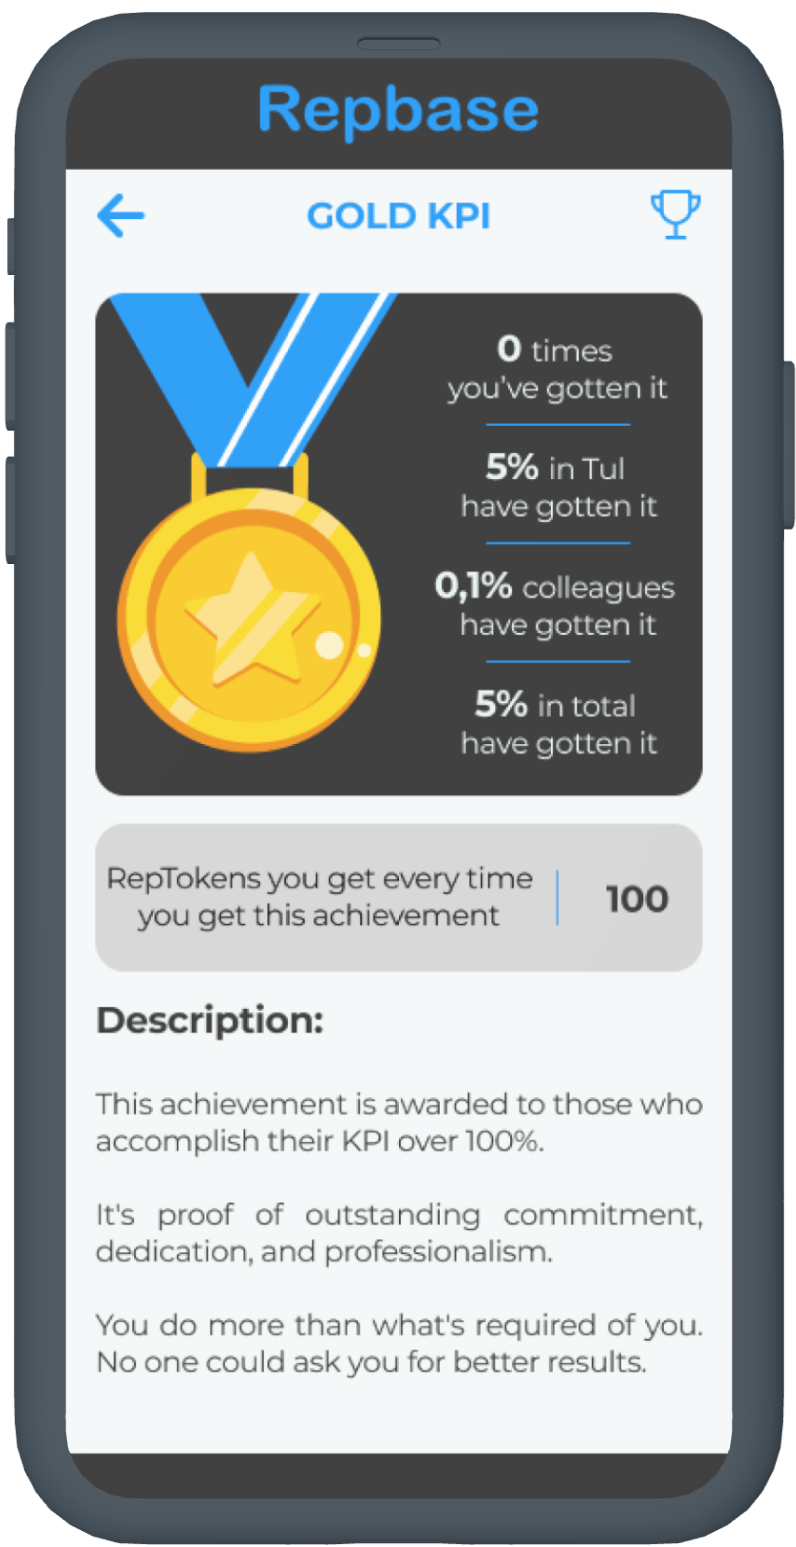 Repbase
GOLD KPI
0 times
you've gotten it
5% in Tul
have gotten it
0,1% colleagues
have gotten it
5% in total
have gotten it
RepTokens you get every time
you get this achievement
100
Description:
This achievement is awarded to those who
accomplish their KPI over 100%.
It's proof of outstanding commitment,
dedication, and professionalism.
You do more than what's required of you.
No one could ask you for better results.